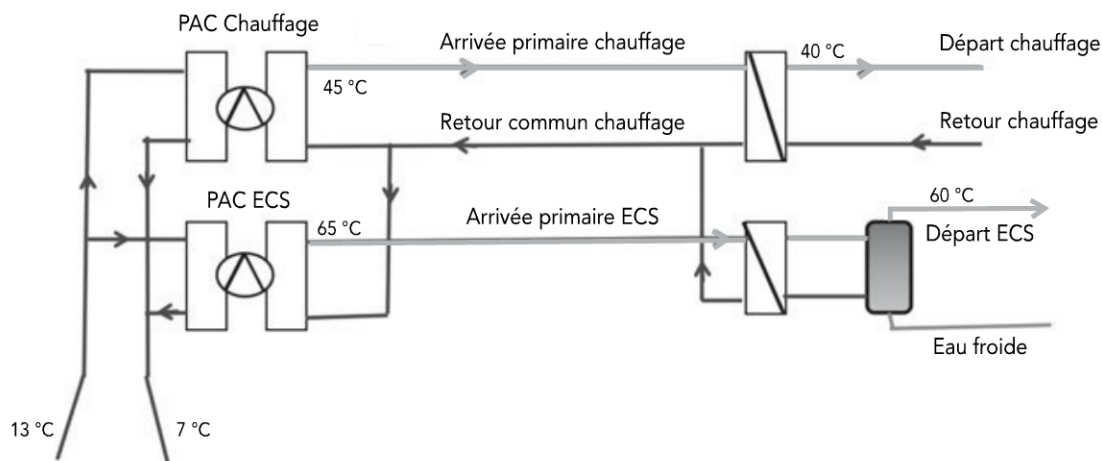 PAC Chauffage
Arrivée primaire chauffage
40 °C
Départ chauffage
45 °C
Retour commun chauffage
Retour chauffage
PAC ECS
65 °C
Arrivée primaire ECS
60 °C
Départ ECS
Eau froide
13 °C
7 °C